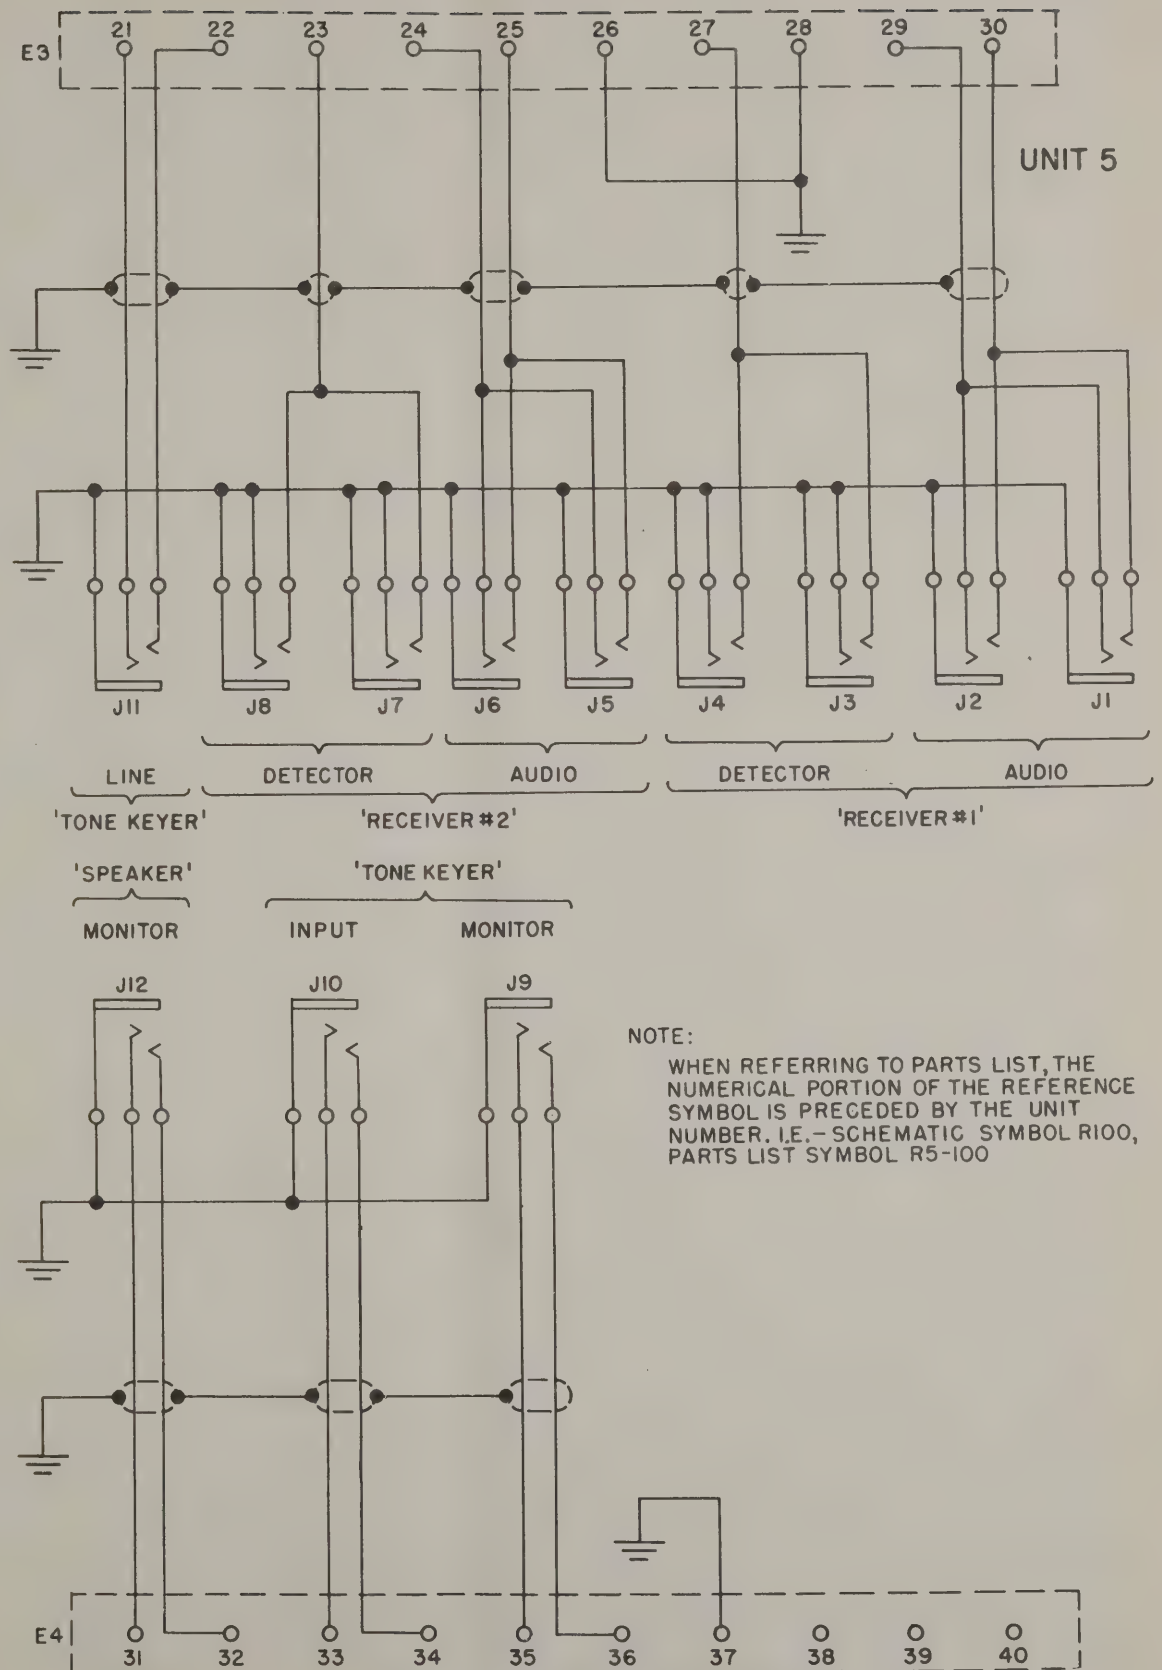 21 22 23 24 25 26 27 28 29 30
E3
UNIT 5
J11 J8 J7 J6 J5 J4 J3 J2 J1
LINE DETECTOR AUDIO DETECTOR AUDIO
'TONE KEYER' 'RECEIVER #2' 'RECEIVER #1'
'SPEAKER' 'TONE KEYER'
MONITOR INPUT MONITOR
J12 J10 J9
NOTE:
WHEN REFERRING TO PARTS LIST, THE
NUMERICAL PORTION OF THE REFERENCE
SYMBOL IS PRECEDED BY THE UNIT
NUMBER. I.E.- SCHEMATIC SYMBOL R100,
PARTS LIST SYMBOL R5-100
E4
31 32 33 34 35 36 37 38 39 40